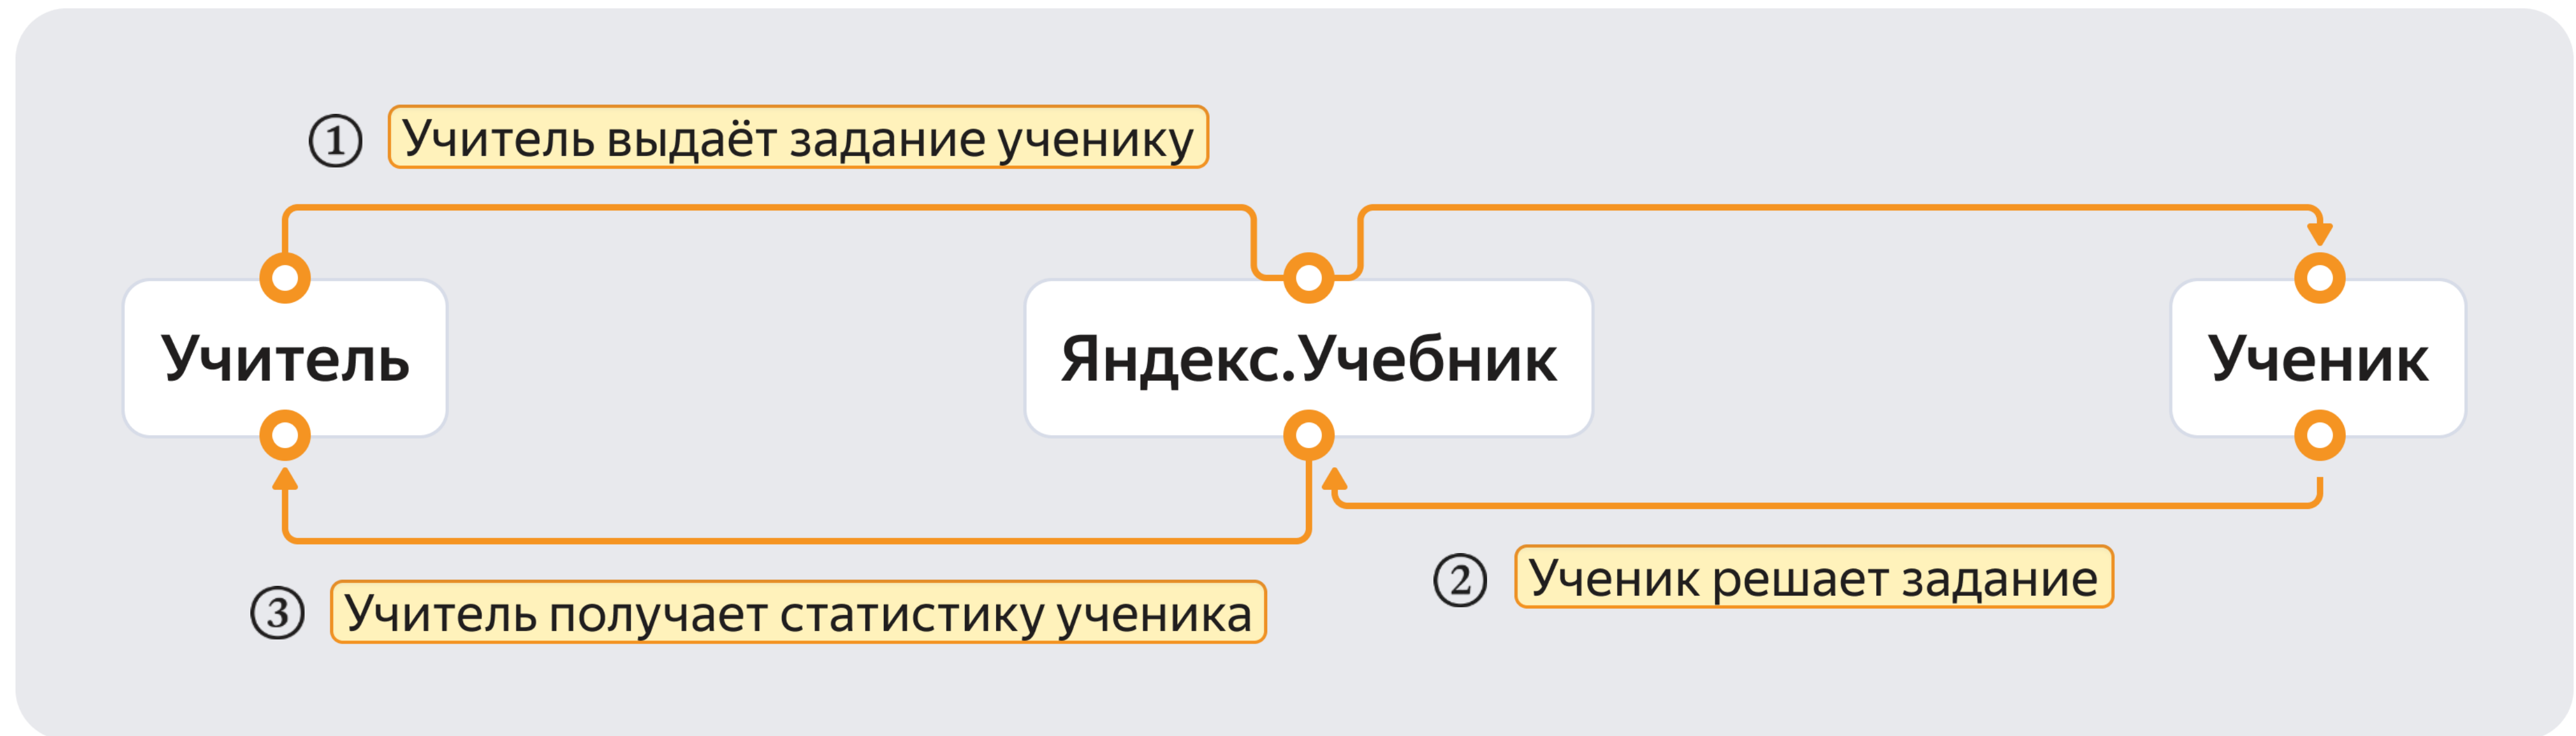 ① Учитель выдаёт задание ученику
Учитель
Яндекс.Учебник
Ученик
② Ученик решает задание
③ Учитель получает статистику ученика